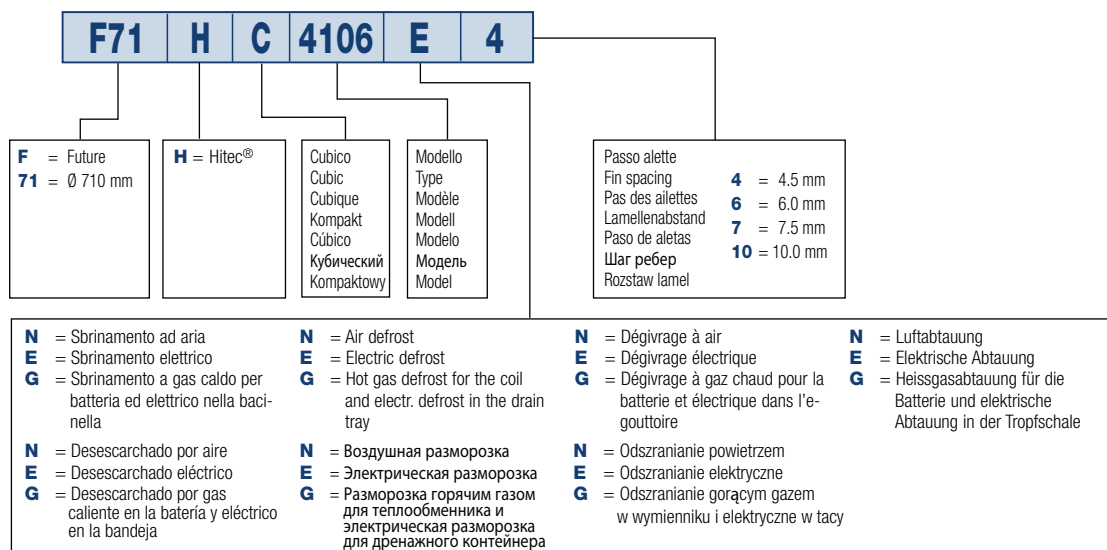 F71 H C 4106 E 4
F = Future
71 = Ø 710 mm
H = Hitec®
Cubico
Cubic
Cubique
Kompakt
Cúbico
Кубический
Kompaktowy
Modello
Type
Modèle
Modell
Modelo
Модель
Model
Passo alette
Fin spacing
Pas des ailettes
Lamellenabstand
Paso de aletas
Шаг ребер
Rozstaw lamel
4 = 4.5 mm
6 = 6.0 mm
7 = 7.5 mm
10 = 10.0 mm
N = Sbrinamento ad aria
E = Sbrinamento elettrico
G = Sbrinamento a gas caldo per
batteria ed elettrico nella baci-
nella
N = Air defrost
E = Electric defrost
G = Hot gas defrost for the coil
and electr. defrost in the drain
tray
N = Dégivrage à air
E = Dégivrage électrique
G = Dégivrage à gaz chaud pour la
batterie et électrique dans l'e-
gouttoire
N = Luftabtauung
E = Elektrische Abtauung
G = Heissgasabtauung für die
Batterie und elektrische
Abtauung in der Tropfschale
N = Desescarchado por aire
E = Desescarchado eléctrico
G = Desescarchado por gas
caliente en la batería y eléctrico
en la bandeja
N = Воздушная разморозка
E = Электрическая разморозка
G = Разморозка горячим газом
для теплообменника и
электрическая разморозка
для дренажного контейнера
N = Odszranianie powietrzem
E = Odszranianie elektryczne
G = Odszranianie gorącym gazem
w wymienniku i elektryczne w tacy